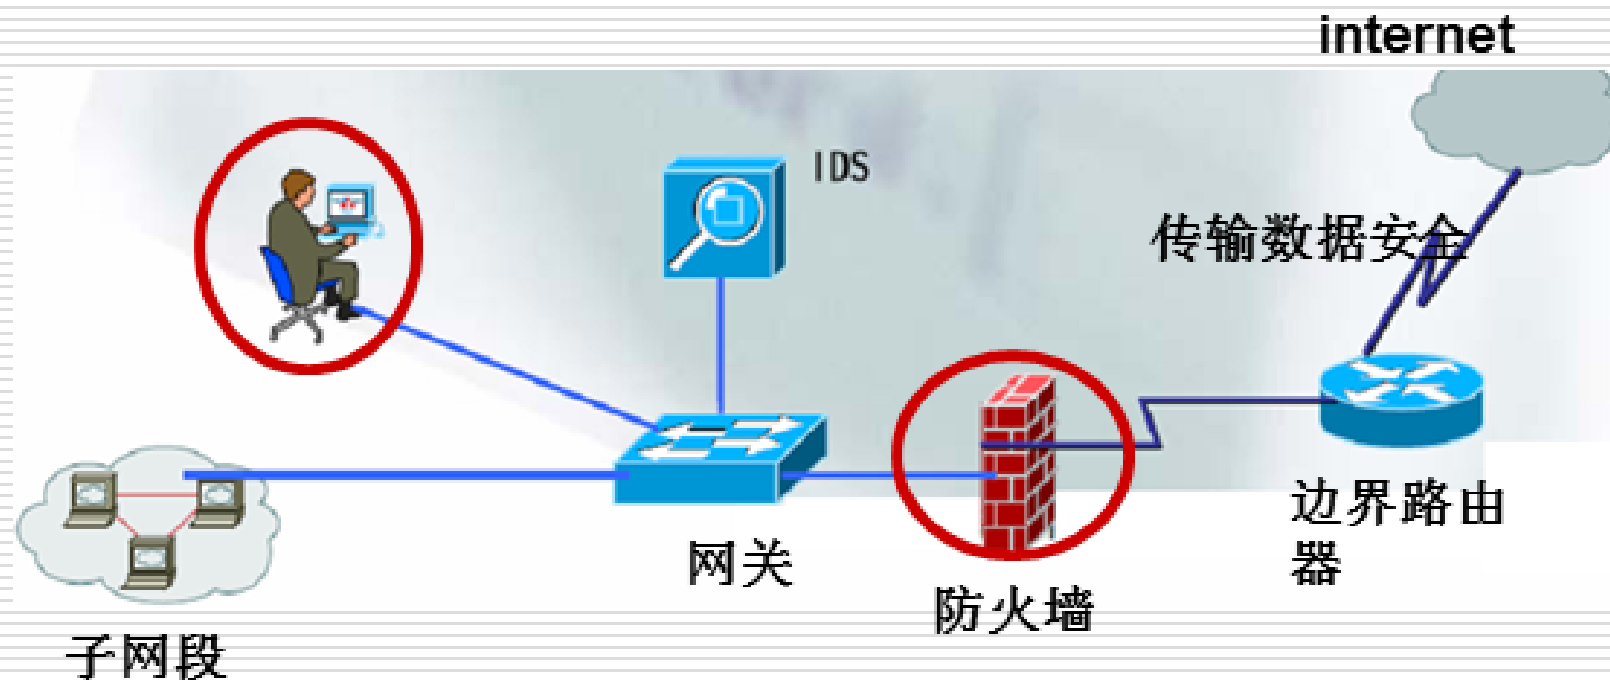 internet
IDS
传输数据安全
边界路由
器
网关
防火墙
子网段